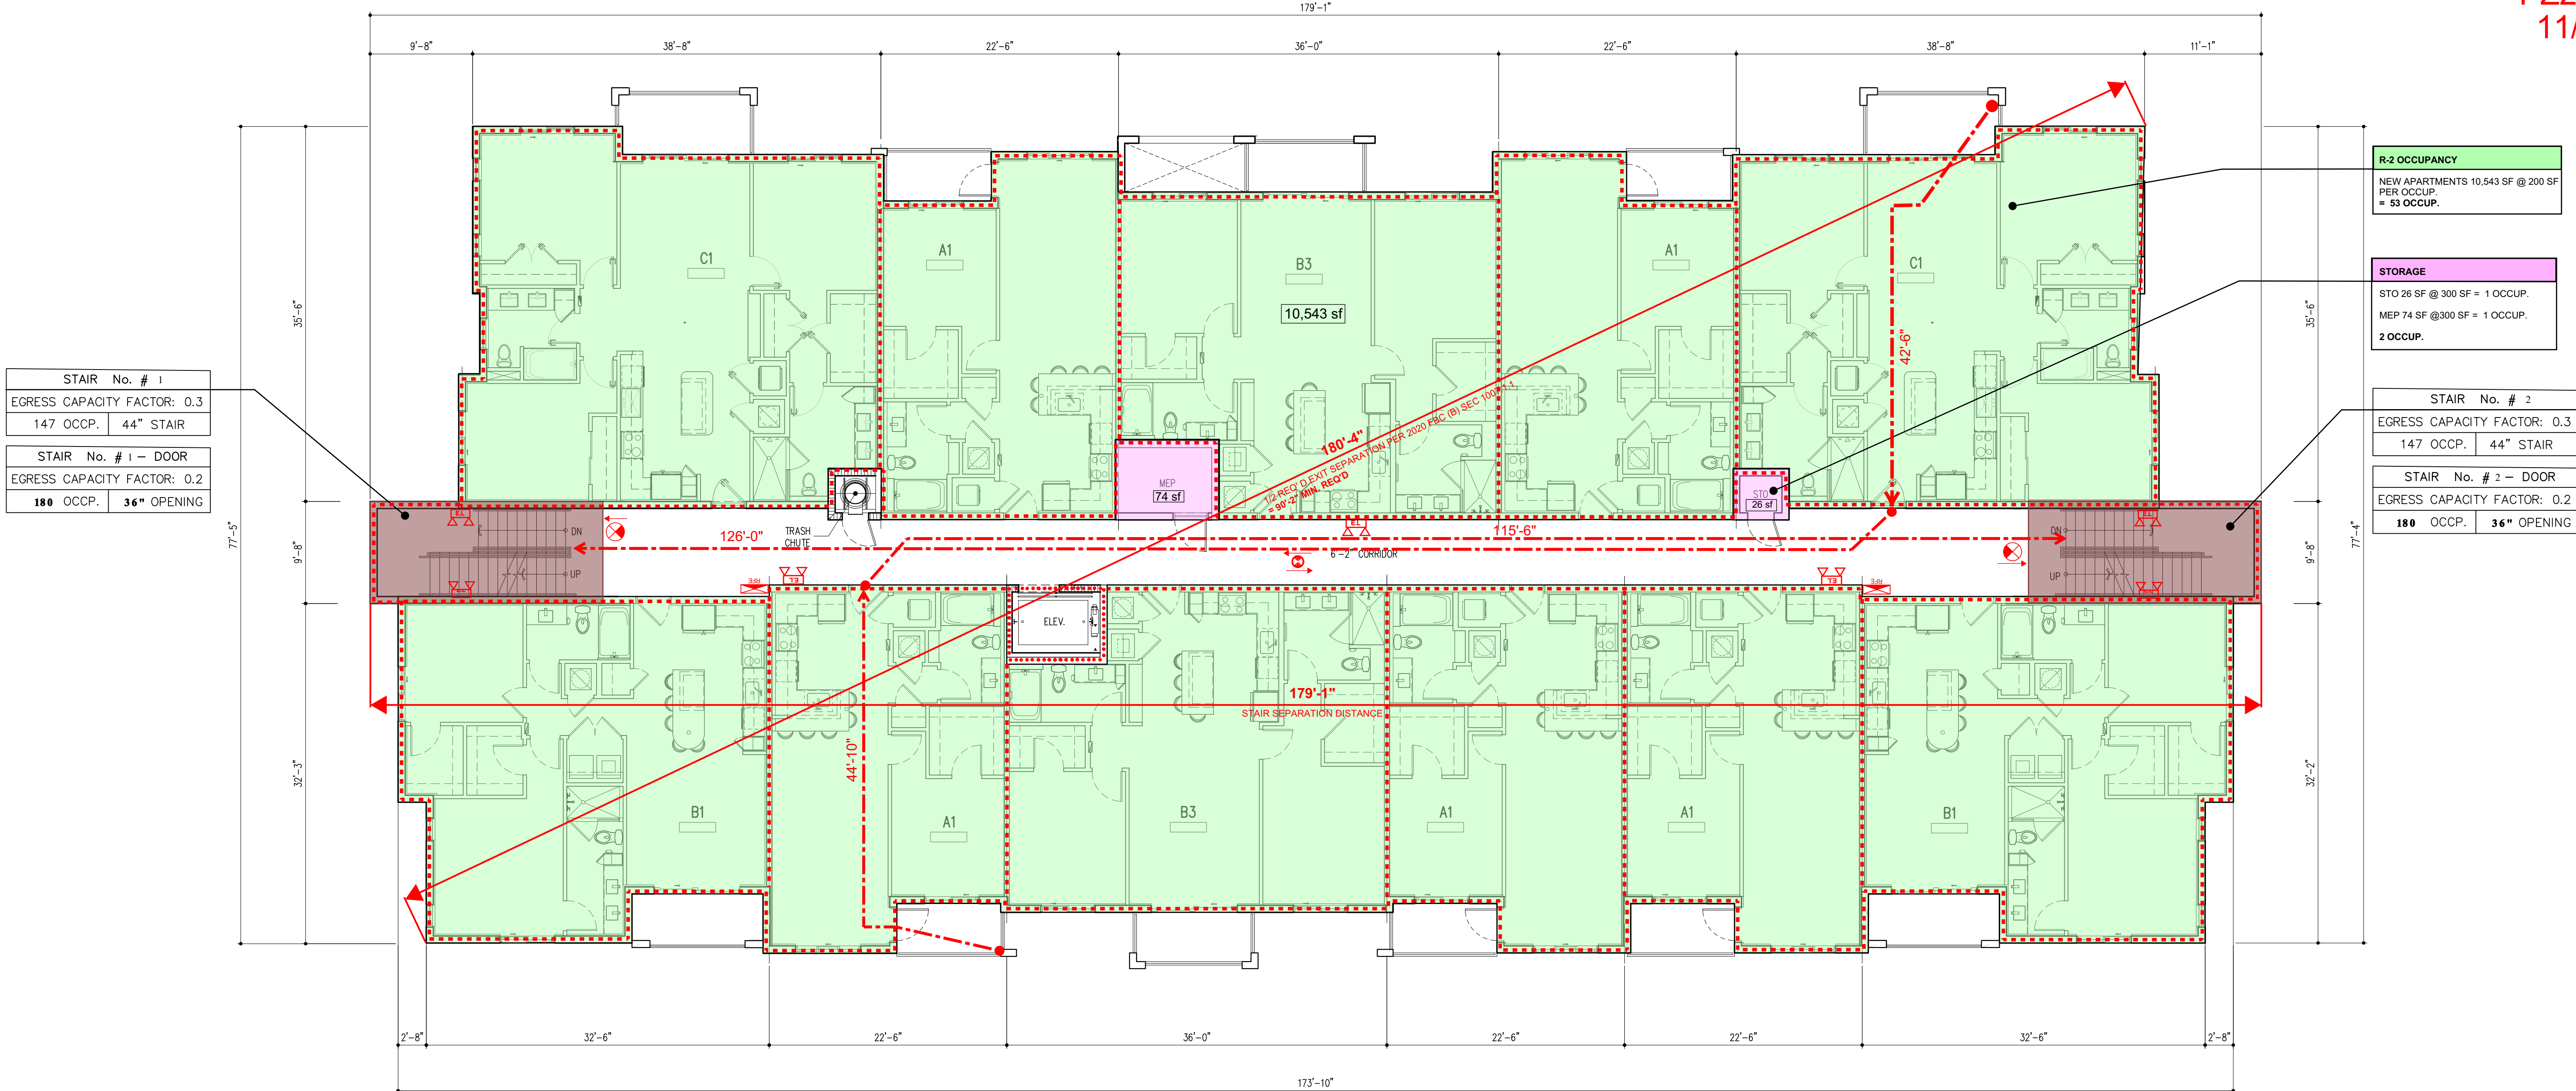 179'-1"
11/
9'-8"
38'-8"
22'-6"
36'-0"
22'-6"
38'-8"
11'-1"
R-2 OCCUPANCY
NEW APARTMENTS 10,543 SF @ 200 SF
PER OCCUP.
= 53 OCCUP.
C1
A1
B3
10,543 sf
A1
C1
STORAGE
STO 26 SF @ 300 SF = 1 OCCUP.
MEP 74 SF @300 SF = 1 OCCUP.
2 OCCUP.
35'-6"
35'-6"
42'-6"
STAIR No. # 1
EGRESS CAPACITY FACTOR: 0.3
147 OCCP. 44" STAIR
STAIR No. # 1 - DOOR
EGRESS CAPACITY FACTOR: 0.2
180 OCCP. 36" OPENING
STAIR No. # 2
EGRESS CAPACITY FACTOR: 0.3
147 OCCP. 44" STAIR
STAIR No. # 2 - DOOR
EGRESS CAPACITY FACTOR: 0.2
180 OCCP. 36" OPENING
180'-4"
1/2 REQ'D EXIT SEPARATION PER 2020 FBC (B) SEC 1007.1.1
= 90'-2" MIN. REQ'D
MEP
74 sf
STO
26 sf
EL
EL
EL
DN
126'-0"
TRASH
CHUTE
115'-6"
DN
77'-5"
9'-8"
6'-2" CORRIDOR
9'-8"
77'-4"
UP
UP
EL
RFE
EL
EL
RFE
EL
ELEV.
179'-1"
STAIR SEPARATION DISTANCE
44'-10"
32'-3"
32'-2"
B1
A1
B3
A1
A1
B1
2'-8"
32'-6"
22'-6"
36'-0"
22'-6"
22'-6"
32'-6"
2'-8"
173'-10"